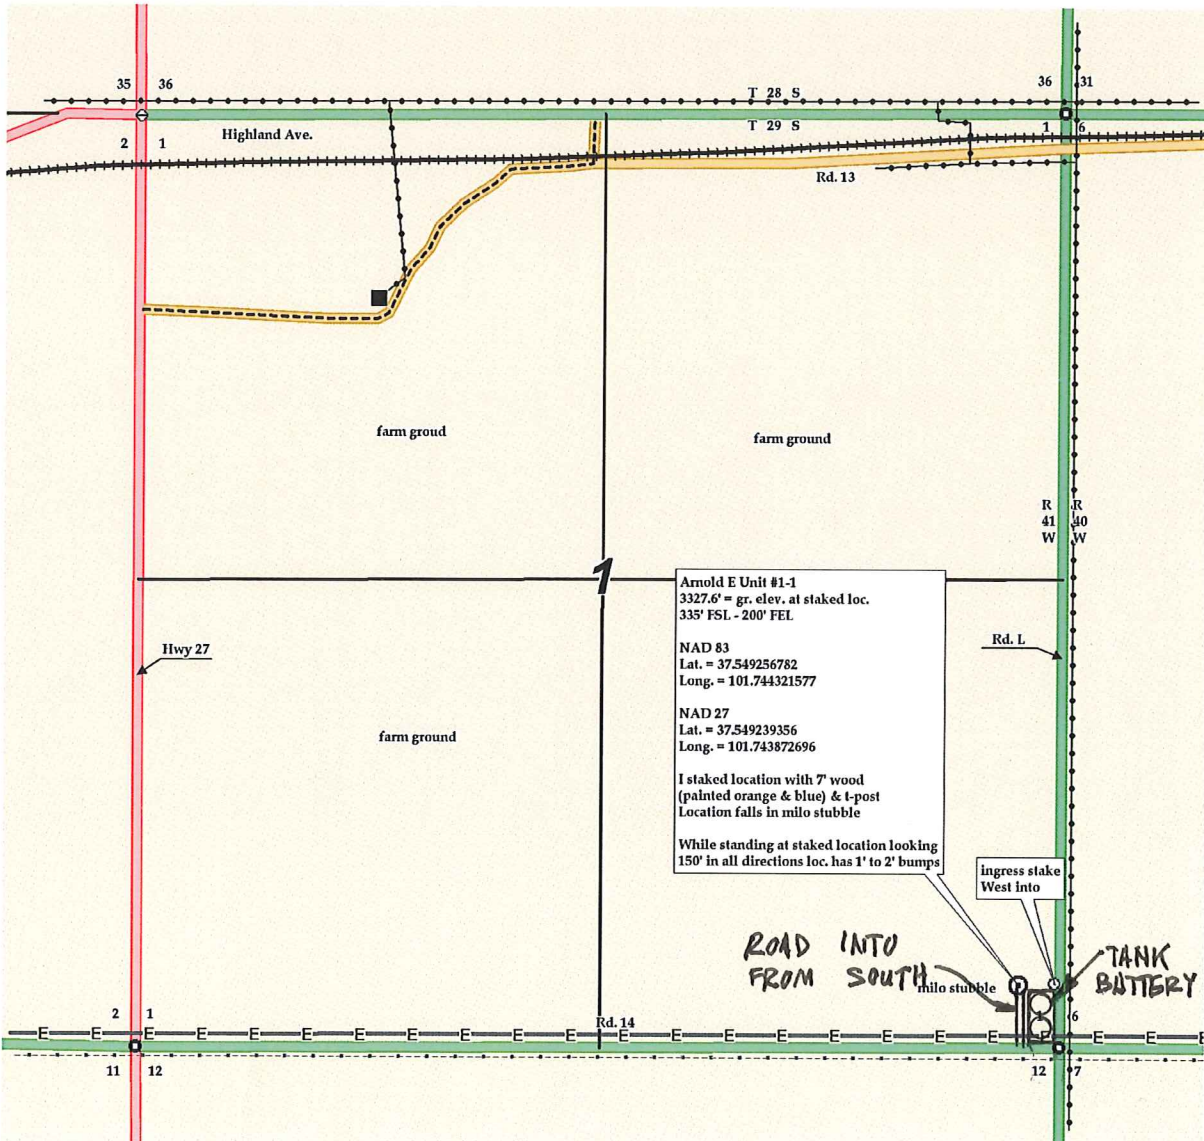 35 36
36 31
T 28 S
T 29 S
Highland Ave.
2 1
1 6
Rd. 13
farm groud
farm ground
R R
41 40
W W
1
Arnold E Unit #1-1
3327.6' = gr. elev. at staked loc.
335' FSL - 200' FEL
NAD 83
Lat. = 37.549256782
Long. = 101.744321577
NAD 27
Lat. = 37.549239356
Long. = 101.743872696
I staked location with 7' wood
(painted orange & blue) & t-post
Location falls in milo stubble
While standing at staked location looking
150' in all directions loc. has 1' to 2' bumps
Hwy 27
Rd. L
farm ground
ingress stake
West into
ROAD INTO
FROM SOUTH
milo stubble
TANK
BATTERY
2 1
6
Rd. 14
E E E E E E E E E E E E E E E E E E E E E E E
11 12
12 7